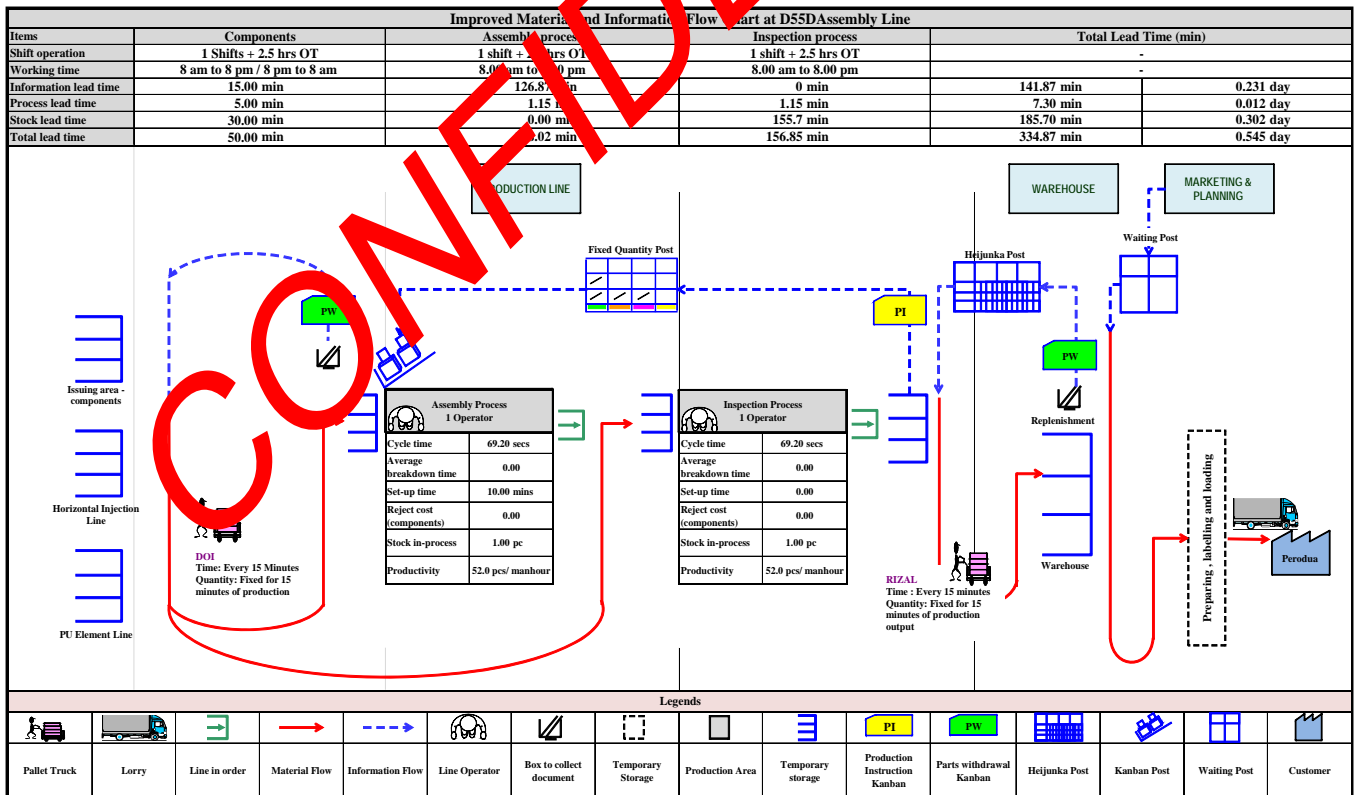 Improved Material and Information Flow Chart at D55DAssembly Line
Items Components Assembly process Inspection process Total Lead Time (min)
Shift operation 1 Shifts + 2.5 hrs OT 1 shift + 2.5 hrs OT 1 shift + 2.5 hrs OT -
Working time 8 am to 8 pm / 8 pm to 8 am 8.00 am to 8.00 pm 8.00 am to 8.00 pm -
Information lead time 15.00 min 126.87 min 0 min 141.87 min 0.231 day
Process lead time 5.00 min 1.15 min 1.15 min 7.30 min 0.012 day
Stock lead time 30.00 min 0.00 min 155.7 min 185.70 min 0.302 day
Total lead time 50.00 min .02 min 156.85 min 334.87 min 0.545 day
CONFIDE
PRODUCTION LINE
WAREHOUSE
MARKETING &
PLANNING
Waiting Post
Fixed Quantity Post
Heijunka Post
PW
PI
PW
Issuing area -
components
Replenishment
Assembly Process
1 Operator
Cycle time 69.20 secs
Average
breakdown time 0.00
Set-up time 10.00 mins
Reject cost
(components) 0.00
Stock in-process 1.00 pc
Productivity 52.0 pcs/ manhour
Inspection Process
1 Operator
Cycle time 69.20 secs
Average
breakdown time 0.00
Set-up time 0.00
Reject cost
(components) 0.00
Stock in-process 1.00 pc
Productivity 52.0 pcs/ manhour
Horizontal Injection
Line
DOI
Time: Every 15 Minutes
Quantity: Fixed for 15
minutes of production
PU Element Line
RIZAL
Time : Every 15 minutes
Quantity: Fixed for 15
minutes of production
output
Warehouse
Preparing , labelling and loading
Perodua
Legends
PI
PW
Pallet Truck
Lorry
Line in order
Material Flow
Information Flow
Line Operator
Box to collect
document
Temporary
Storage
Production Area
Temporary
storage
Production
Instruction
Kanban
Parts withdrawal
Kanban
Heijunka Post
Kanban Post
Waiting Post
Customer